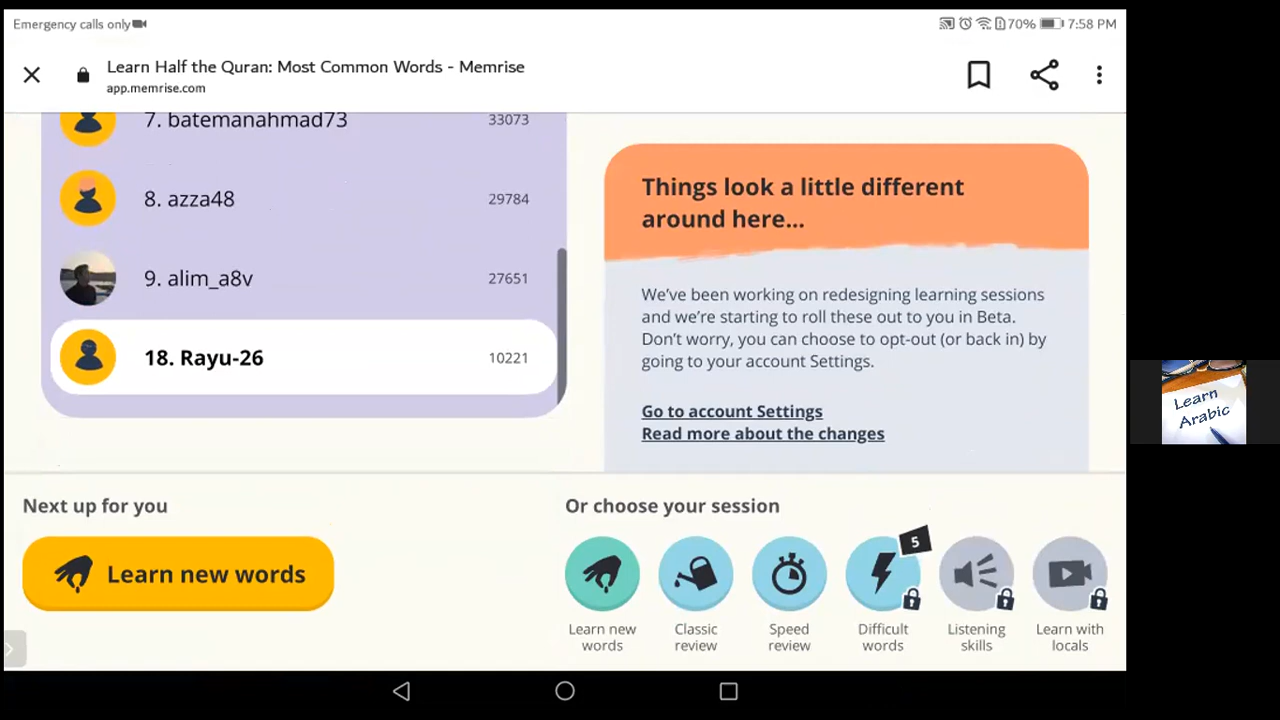 Emergency calls only
70% 7:58 PM
Learn Half the Quran: Most Common Words - Memrise
app.memrise.com
7. batemanahmad73 33073
8. azza48 29784
9. alim_a8v 27651
18. Rayu-26 10221
Things look a little different
around here...
We've been working on redesigning learning sessions
and we're starting to roll these out to you in Beta.
Don't worry, you can choose to opt-out (or back in) by
going to your account Settings.
Go to account Settings
Read more about the changes
Next up for you
Learn new words
Or choose your session
5
Learn new
words
Classic
review
Speed
review
Difficult
words
Listening
skills
Learn with
locals
Learn
Arabic